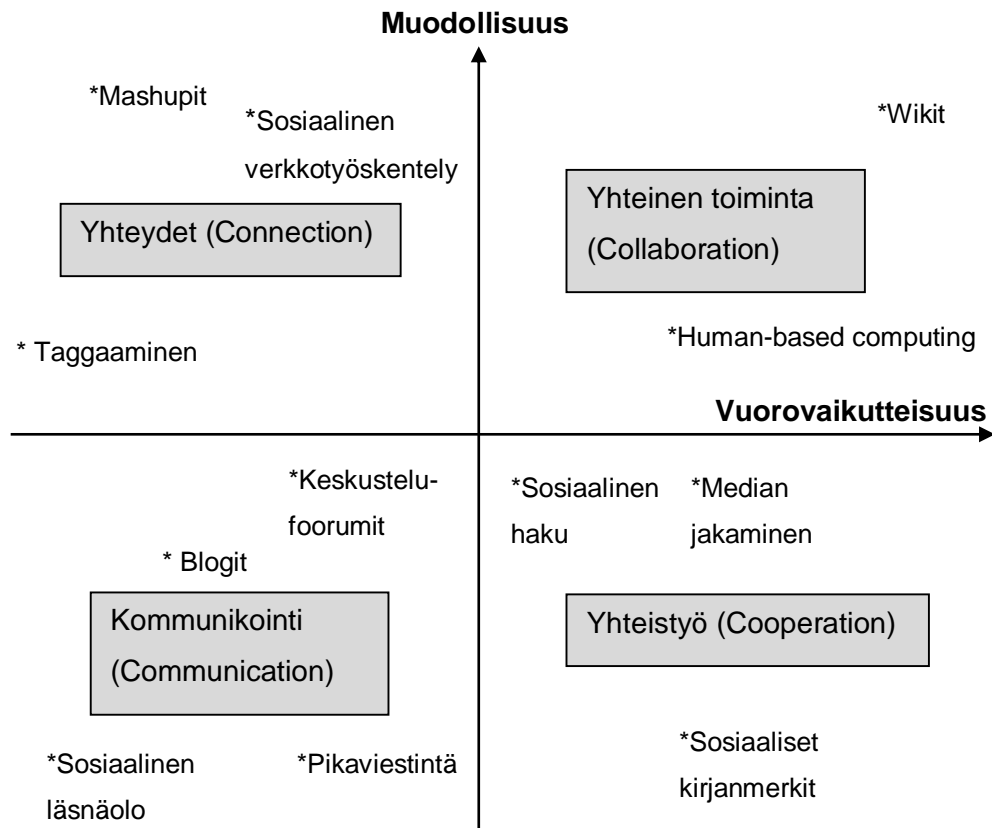 Muodollisuus
*Mashupit
*Sosiaalinen
verkkotyöskentely
*Wikit
Yhteydet (Connection)
Yhteinen toiminta
(Collaboration)
* Taggaaminen
*Human-based computing
Vuorovaikutteisuus
*Keskustelu-
foorumit
* Blogit
*Sosiaalinen
haku
*Median
jakaminen
Kommunikointi
(Communication)
Yhteistyö (Cooperation)
*Sosiaalinen
läsnäolo
*Pikaviestintä
*Sosiaaliset
kirjanmerkit